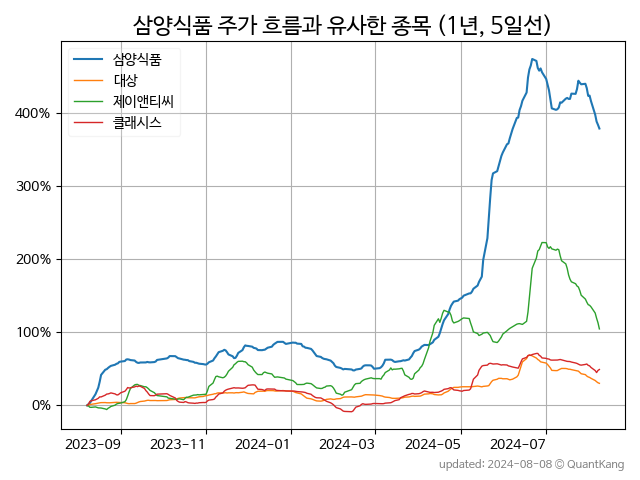 삼양식품 주가 흐름과 유사한 종목 (1년, 5일선)
삼양식품
대상
제이앤티씨
클래시스
400%
300%
200%
100%
0%
2023-09 2023-11 2024-01 2024-03 2024-05 2024-07
updated: 2024-08-08 © QuantKang